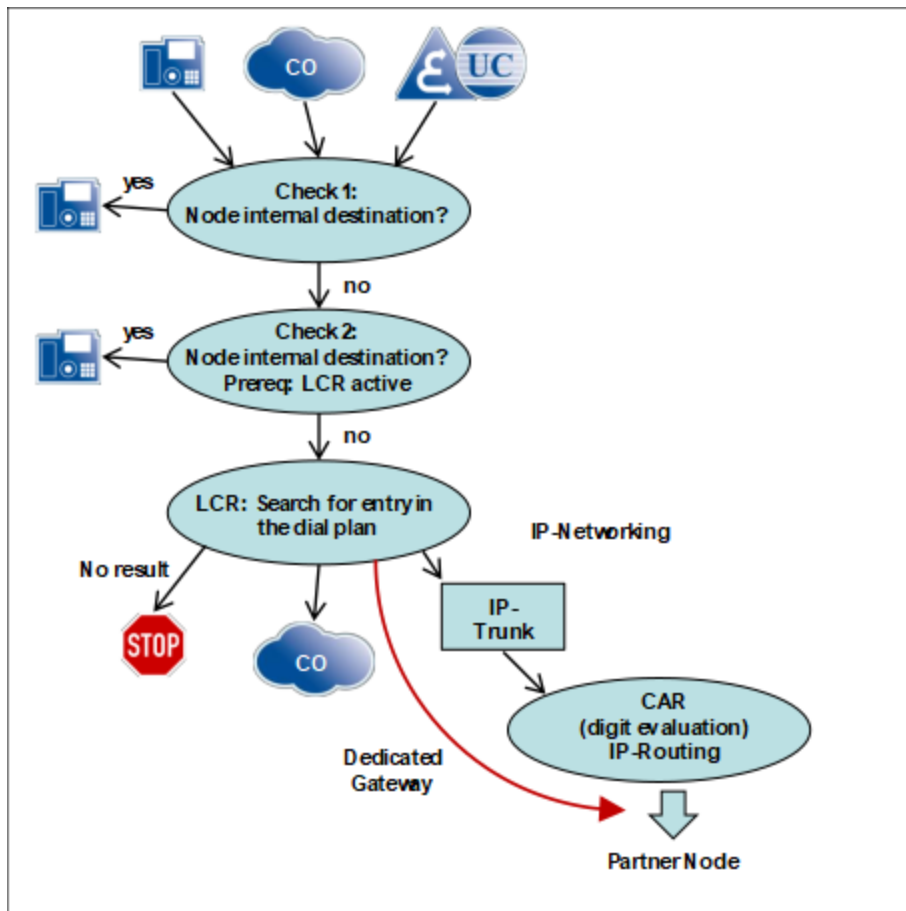 CO
UC
Check 1:
Node internal destination?
yes
no
Check 2:
Node internal destination?
Prereq: LCR active
yes
no
LCR: Search for entry in
the dial plan
IP-Networking
No result
STOP
CO
IP-
Trunk
CAR
(digit evaluation)
IP-Routing
Dedicated
Gateway
Partner Node